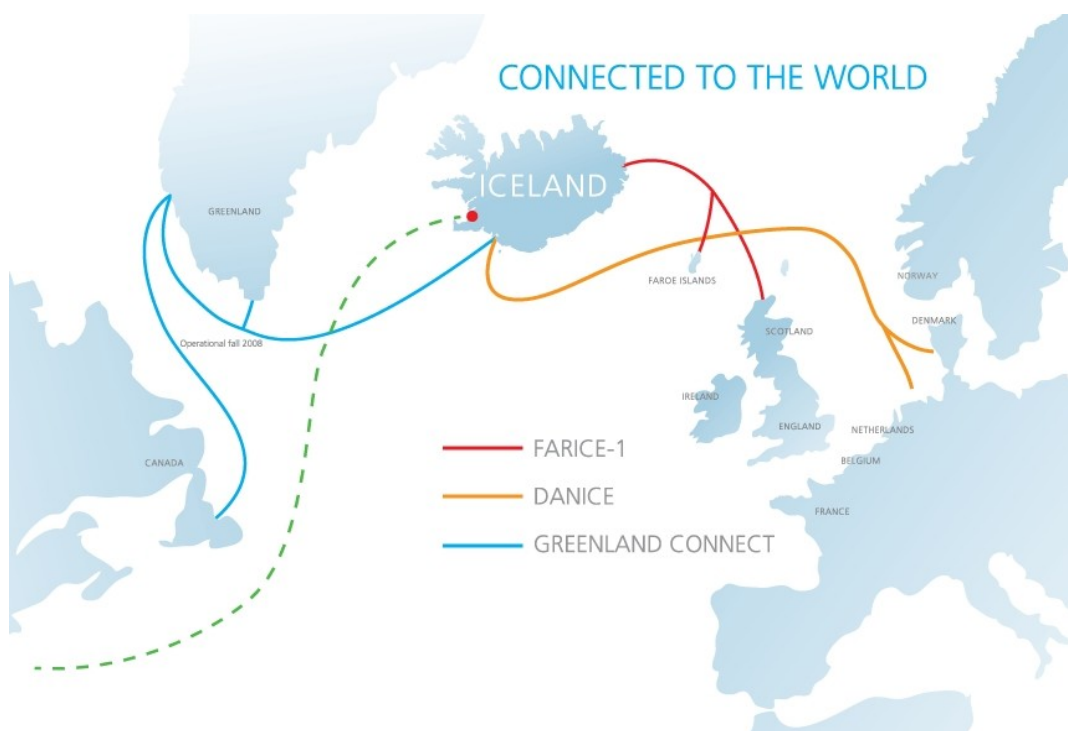 CONNECTED TO THE WORLD
ICELAND
GREENLAND
FAROE ISLANDS
NORWAY
DENMARK
SCOTLAND
Operational fall 2008
IRELAND
ENGLAND
NETHERLANDS
BELGIUM
CANADA
FRANCE
FARICE-1
DANICE
GREENLAND CONNECT